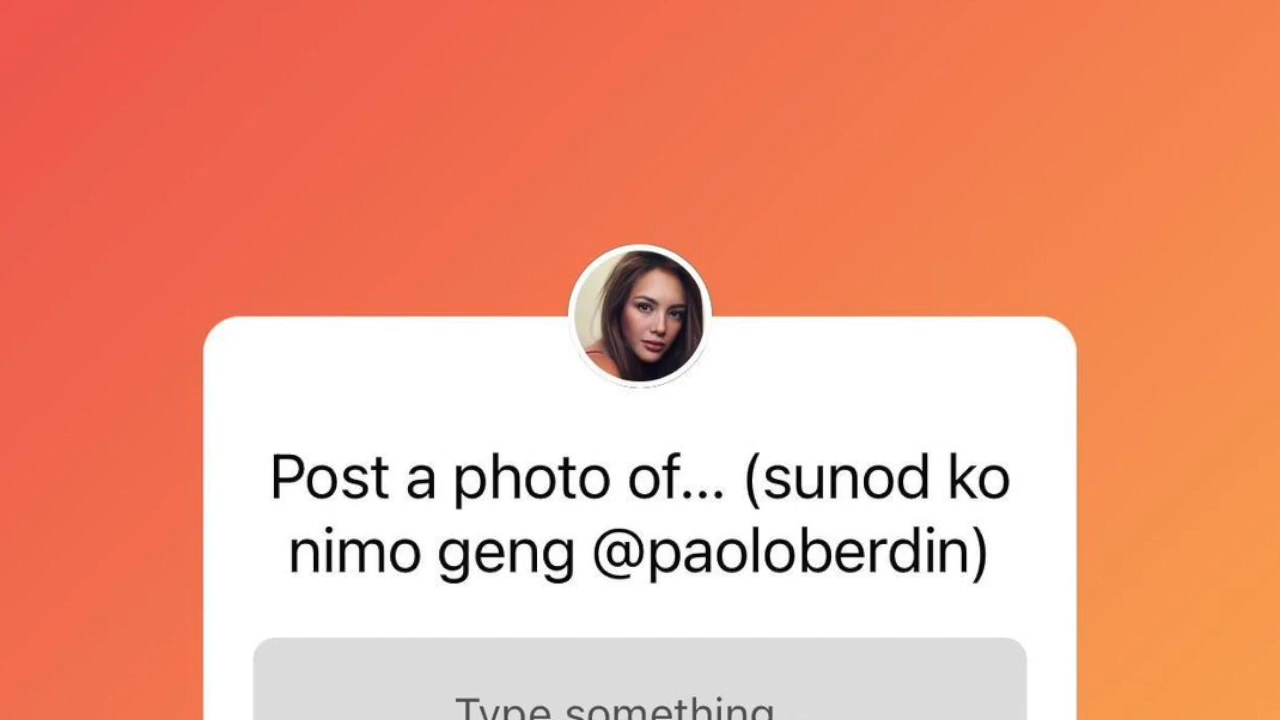 Post a photo of... (sunod ko
nimo geng @paoloberdin)
Type something...